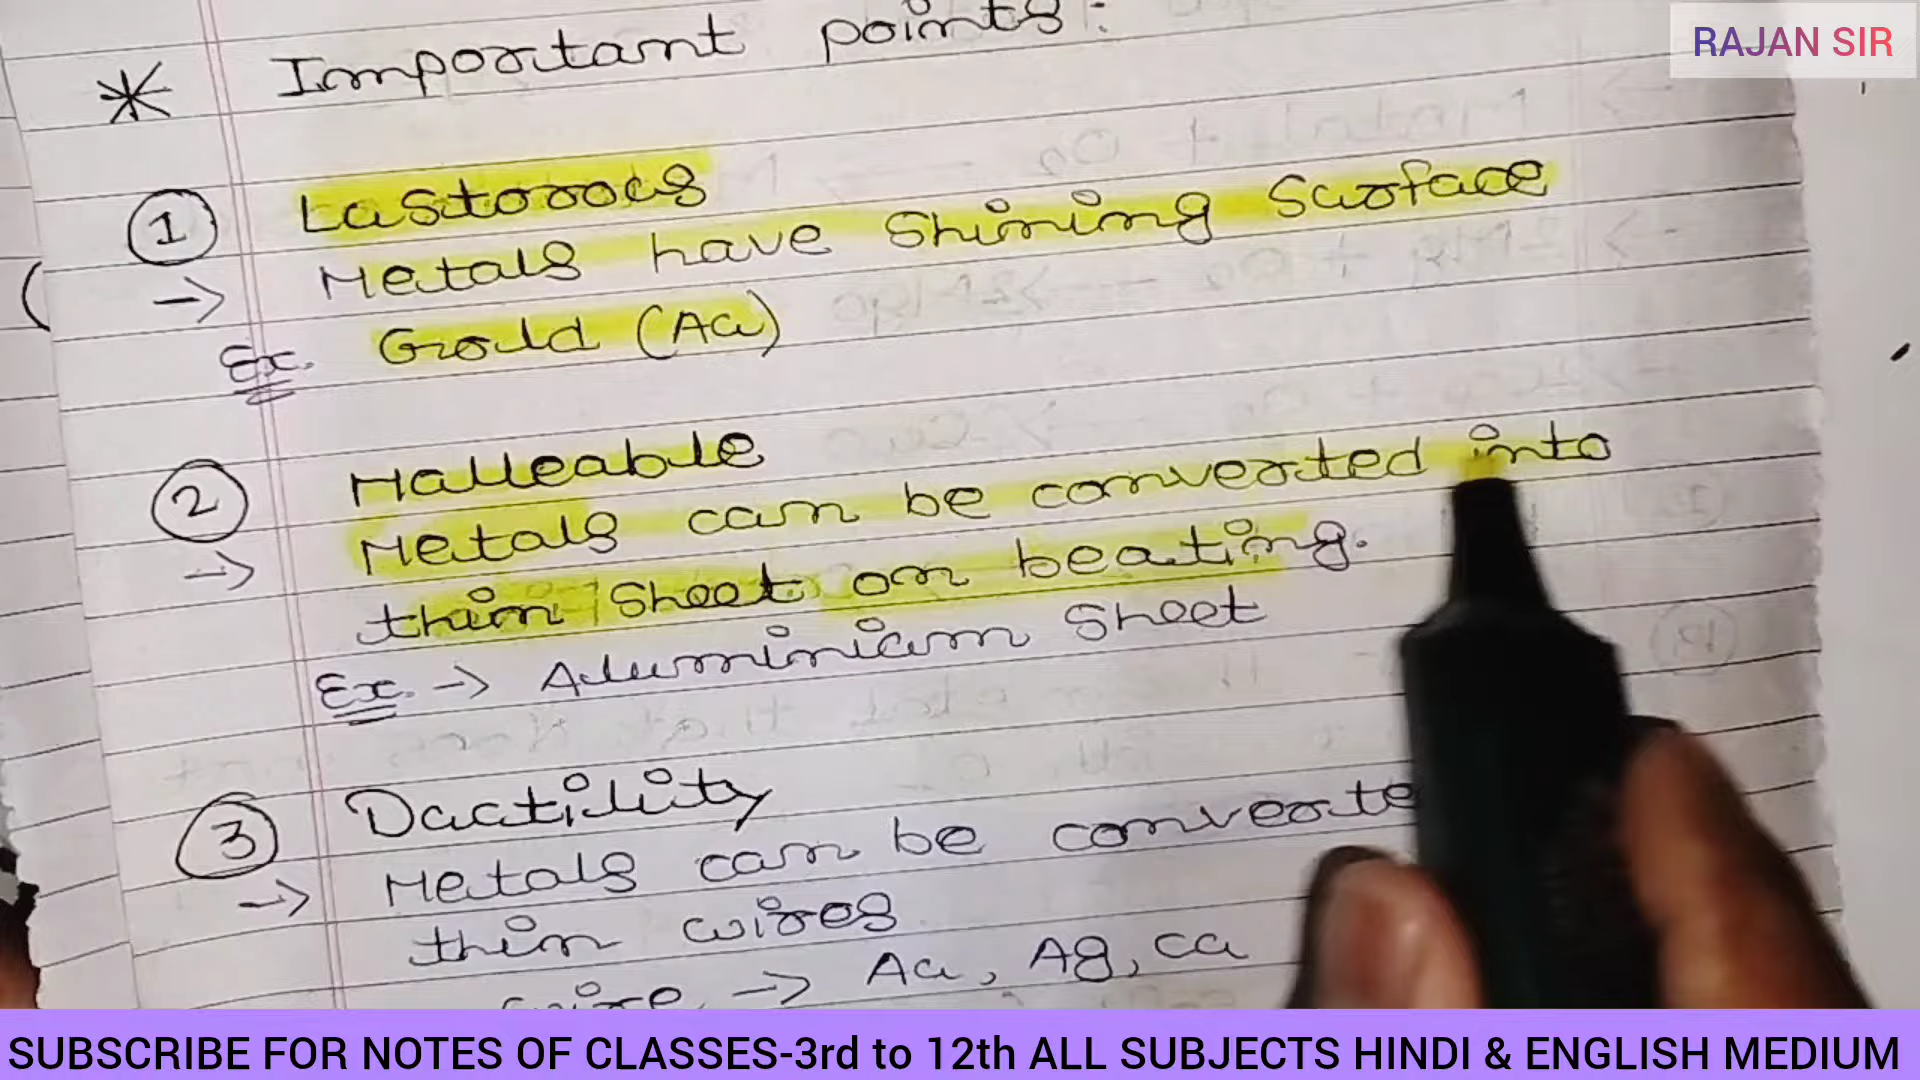 RAJAN SIR
* Important points:
1 Lastorocs
→ Metals have Shining Surface
Ex. Gold (Au)
2 Malleable
→ Metals can be converted into
thin Sheet on beating.
Ex. → Aluminium Sheet
3 Ductility
→ Metals can be converte
thin wires
wire → Au, Ag, Cu
SUBSCRIBE FOR NOTES OF CLASSES-3rd to 12th ALL SUBJECTS HINDI & ENGLISH MEDIUM